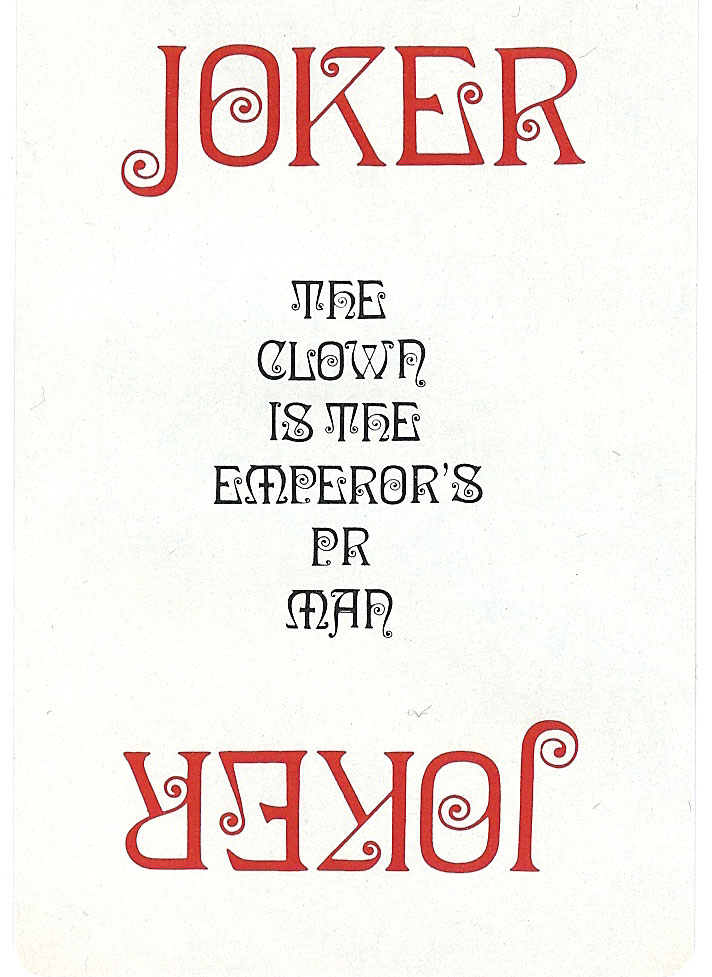 JOKER
THE
CLOWN
IS THE
EMPEROR'S
PR
MAN
JOKER